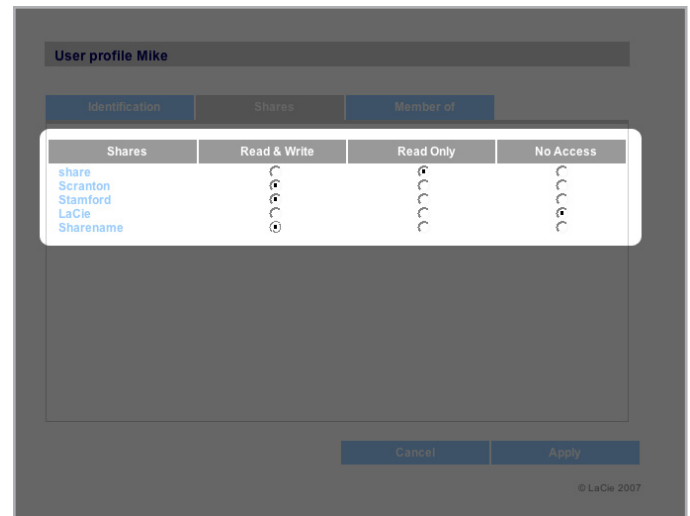 User profile Mike
Identification Shares Member of
Shares Read & Write Read Only No Access
share
Scranton
Stamford
LaCie
Sharename
Cancel Apply
© LaCie 2007